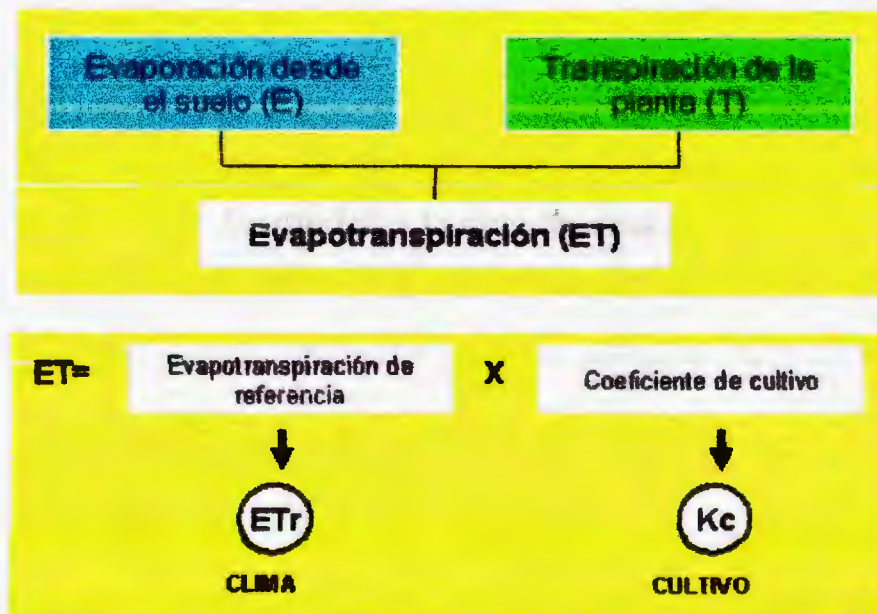 Evaporación desde
el suelo (E)
Transpiración de la
planta (T)
Evapotranspiración (ET)
ET=
Evapotranspiración de
referencia
X
Coeficiente de cultivo
ETr
Kc
CLIMA
CULTIVO